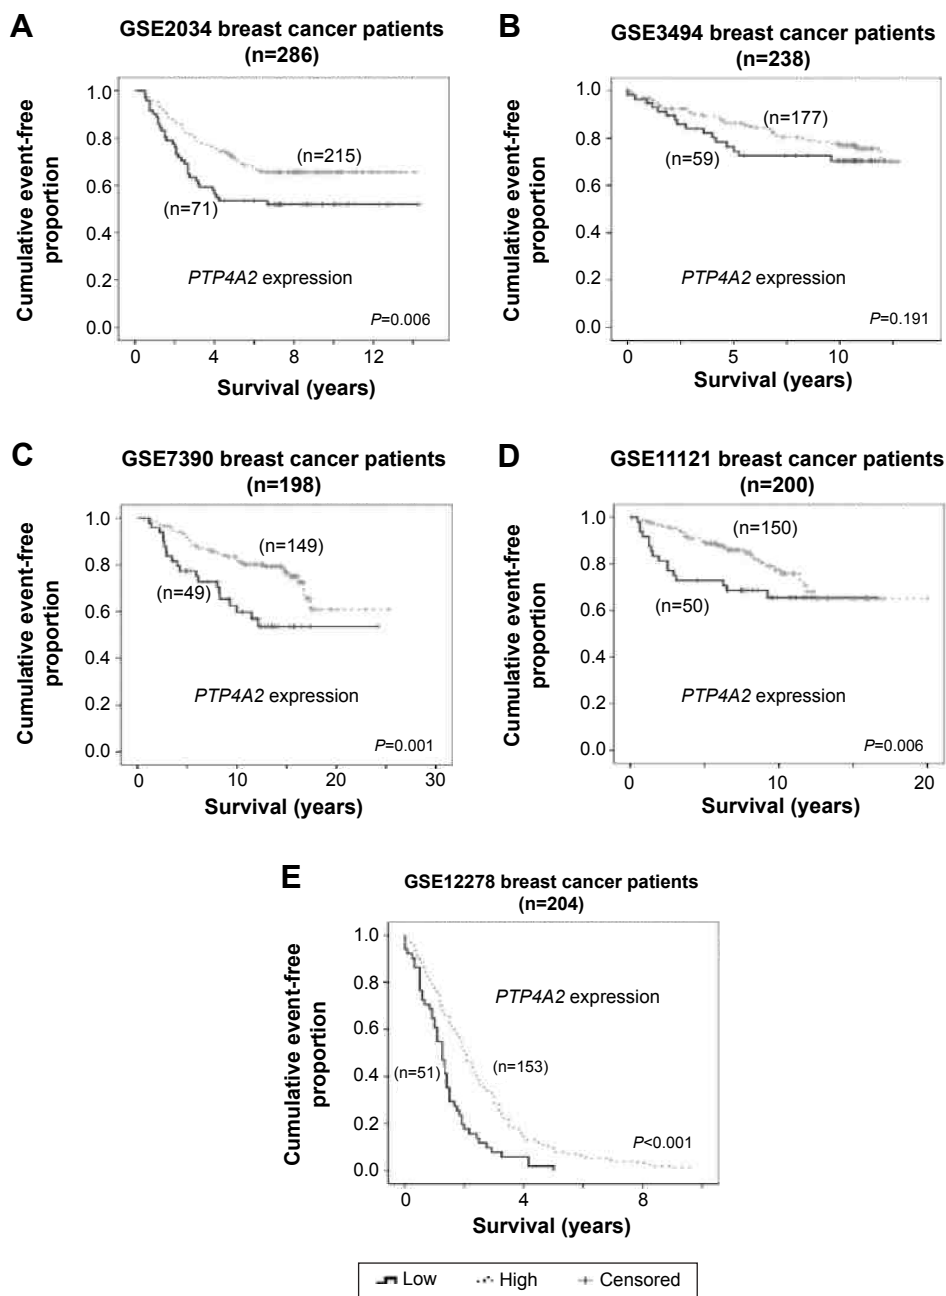 A
GSE2034 breast cancer patients
(n=286)
Cumulative event-free
proportion
1.0
0.8
0.6
0.4
0.2
0.0
(n=215)
(n=71)
PTP4A2 expression
P=0.006
0 4 8 12
Survival (years)
B
GSE3494 breast cancer patients
(n=238)
Cumulative event-free
proportion
1.0
0.8
0.6
0.4
0.2
0.0
(n=177)
(n=59)
PTP4A2 expression
P=0.191
0 5 10
Survival (years)
C
GSE7390 breast cancer patients
(n=198)
Cumulative event-free
proportion
1.0
0.8
0.6
0.4
0.2
0.0
(n=149)
(n=49)
PTP4A2 expression
P=0.001
0 10 20 30
Survival (years)
D
GSE11121 breast cancer patients
(n=200)
Cumulative event-free
proportion
1.0
0.8
0.6
0.4
0.2
0.0
(n=150)
(n=50)
PTP4A2 expression
P=0.006
0 10 20
Survival (years)
E
GSE12278 breast cancer patients
(n=204)
Cumulative event-free
proportion
1.0
0.8
0.6
0.4
0.2
0.0
PTP4A2 expression
(n=51)
(n=153)
P<0.001
0 4 8
Survival (years)
Low High Censored